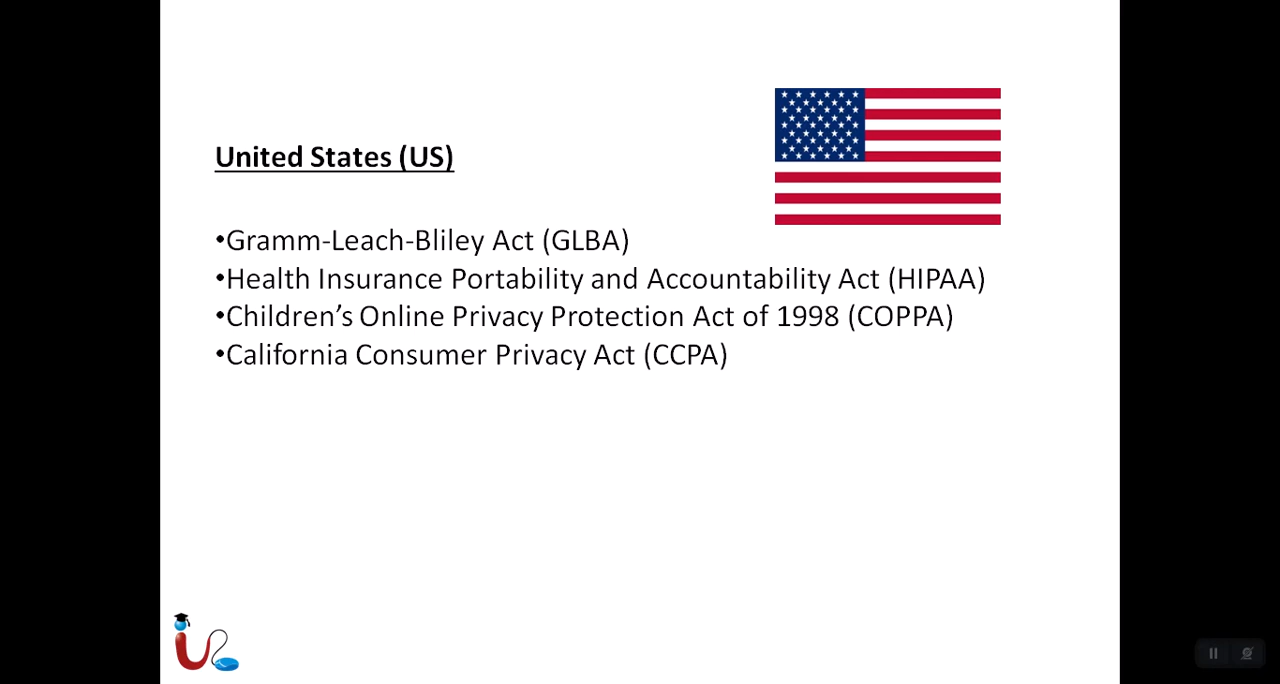 United States (US)
•Gramm-Leach-Bliley Act (GLBA)
•Health Insurance Portability and Accountability Act (HIPAA)
•Children’s Online Privacy Protection Act of 1998 (COPPA)
•California Consumer Privacy Act (CCPA)